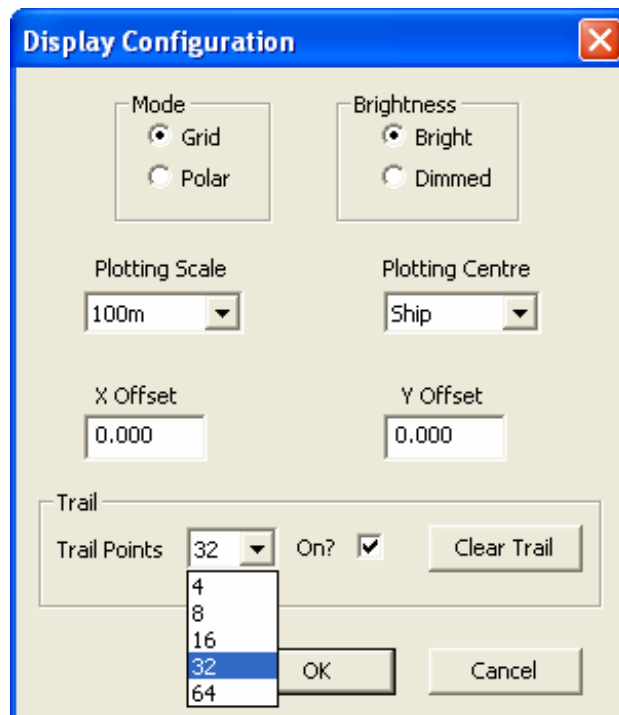 Display Configuration
Mode
Grid
Polar
Brightness
Bright
Dimmed
Plotting Scale
100m
Plotting Centre
Ship
X Offset
0.000
Y Offset
0.000
Trail
Trail Points
32
On?
Clear Trail
4
8
16
32
64
OK
Cancel